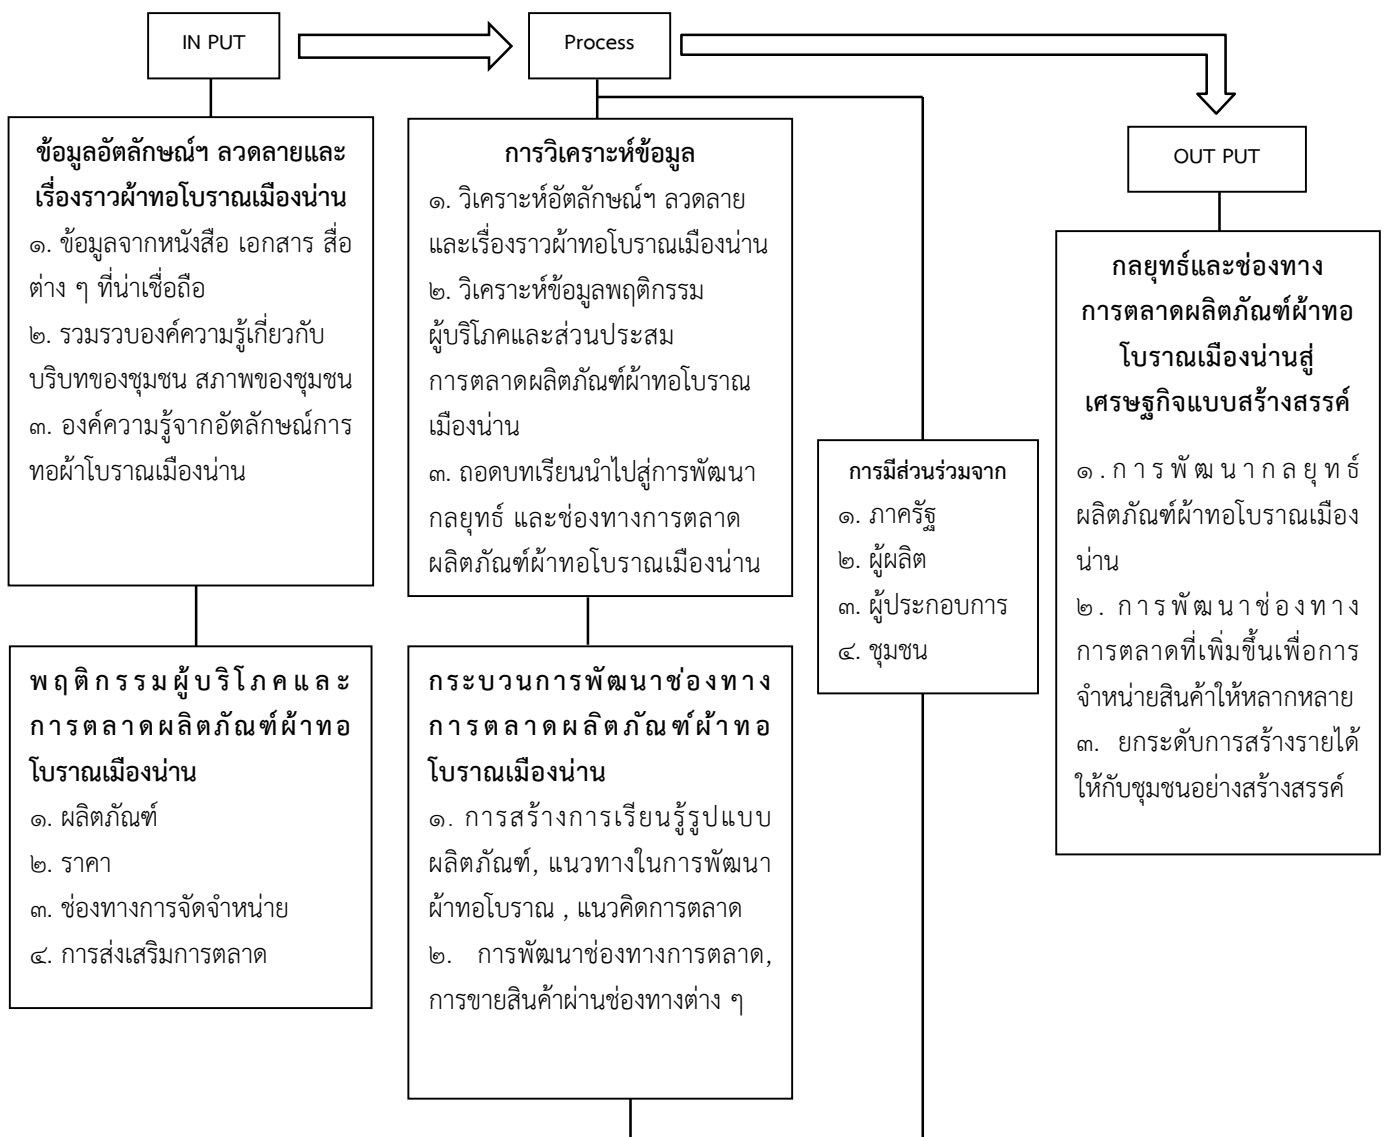 IN PUT
Process
OUT PUT
ข้อมูลอัตลักษณ์ฯ ลวดลายและ
เรื่องราวผ้าทอโบราณเมืองน่าน
๑. ข้อมูลจากหนังสือ เอกสาร สื่อ
ต่าง ๆ ที่น่าเชื่อถือ
๒. รวมรวบองค์ความรู้เกี่ยวกับ
บริบทของชุมชน สภาพของชุมชน
๓. องค์ความรู้จากอัตลักษณ์การ
ทอผ้าโบราณเมืองน่าน
พฤติกรรมผู้บริโภคและ
การตลาดผลิตภัณฑ์ผ้าทอ
โบราณเมืองน่าน
๑. ผลิตภัณฑ์
๒. ราคา
๓. ช่องทางการจัดจำหน่าย
๔. การส่งเสริมการตลาด
การวิเคราะห์ข้อมูล
๑. วิเคราะห์อัตลักษณ์ฯ ลวดลาย
และเรื่องราวผ้าทอโบราณเมืองน่าน
๒. วิเคราะห์ข้อมูลพฤติกรรม
ผู้บริโภคและส่วนประสม
การตลาดผลิตภัณฑ์ผ้าทอโบราณ
เมืองน่าน
๓. ถอดบทเรียนนำไปสู่การพัฒนา
กลยุทธ์ และช่องทางการตลาด
ผลิตภัณฑ์ผ้าทอโบราณเมืองน่าน
กระบวนการพัฒนาช่องทาง
การตลาดผลิตภัณฑ์ผ้าทอ
โบราณเมืองน่าน
๑. การสร้างการเรียนรู้รูปแบบ
ผลิตภัณฑ์, แนวทางในการพัฒนา
ผ้าทอโบราณ , แนวคิดการตลาด
๒. การพัฒนาช่องทางการตลาด,
การขายสินค้าผ่านช่องทางต่าง ๆ
การมีส่วนร่วมจาก
๑. ภาครัฐ
๒. ผู้ผลิต
๓. ผู้ประกอบการ
๔. ชุมชน
กลยุทธ์และช่องทาง
การตลาดผลิตภัณฑ์ผ้าทอ
โบราณเมืองน่านสู่
เศรษฐกิจแบบสร้างสรรค์
๑. การพัฒนากลยุทธ์
ผลิตภัณฑ์ผ้าทอโบราณเมือง
น่าน
๒. การพัฒนาช่องทาง
การตลาดที่เพิ่มขึ้นเพื่อการ
จำหน่ายสินค้าให้หลากหลาย
๓. ยกระดับการสร้างรายได้
ให้กับชุมชนอย่างสร้างสรรค์